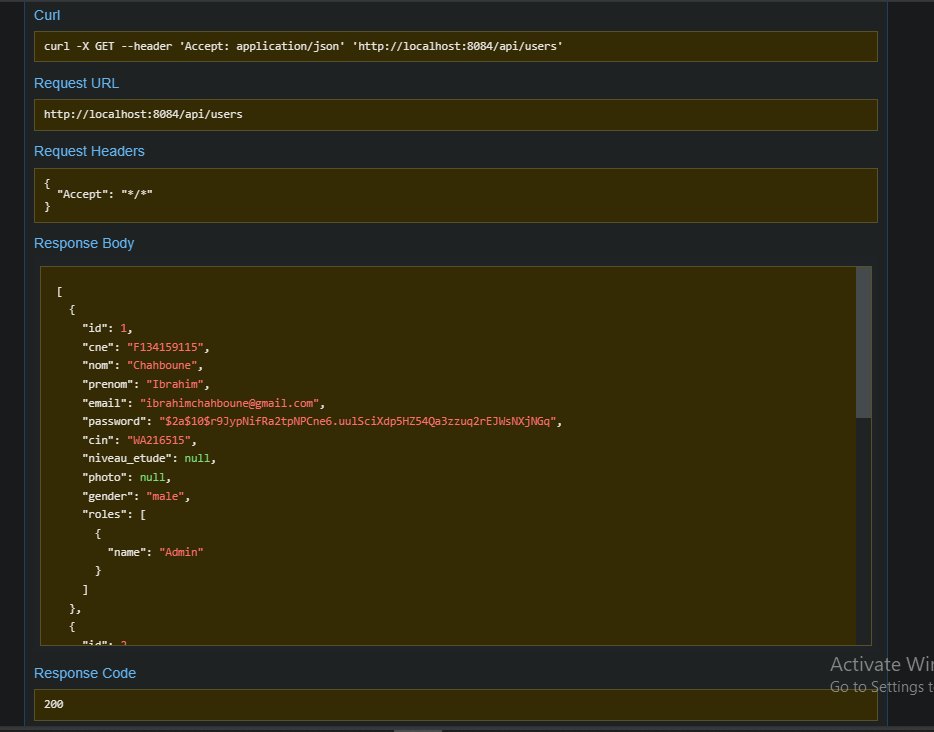 Curl
curl -X GET --header 'Accept: application/json' 'http://localhost:8084/api/users'
Request URL
http://localhost:8084/api/users
Request Headers
{
  "Accept": "*/*"
}
Response Body
[
  {
    "id": 1,
    "cne": "F134159115",
    "nom": "Chahboune",
    "prenom": "Ibrahim",
    "email": "ibrahimchahboune@gmail.com",
    "password": "$2a$10$r9JypNifRa2tpNPCne6.uulSciXdp5HZ54Qa3zzuq2rEJWsNXjNGq",
    "cin": "WA216515",
    "niveau_etude": null,
    "photo": null,
    "gender": "male",
    "roles": [
      {
        "name": "Admin"
      }
    ]
  },
  {
    "id": 2
Response Code
200
Activate Wi
Go to Settings t